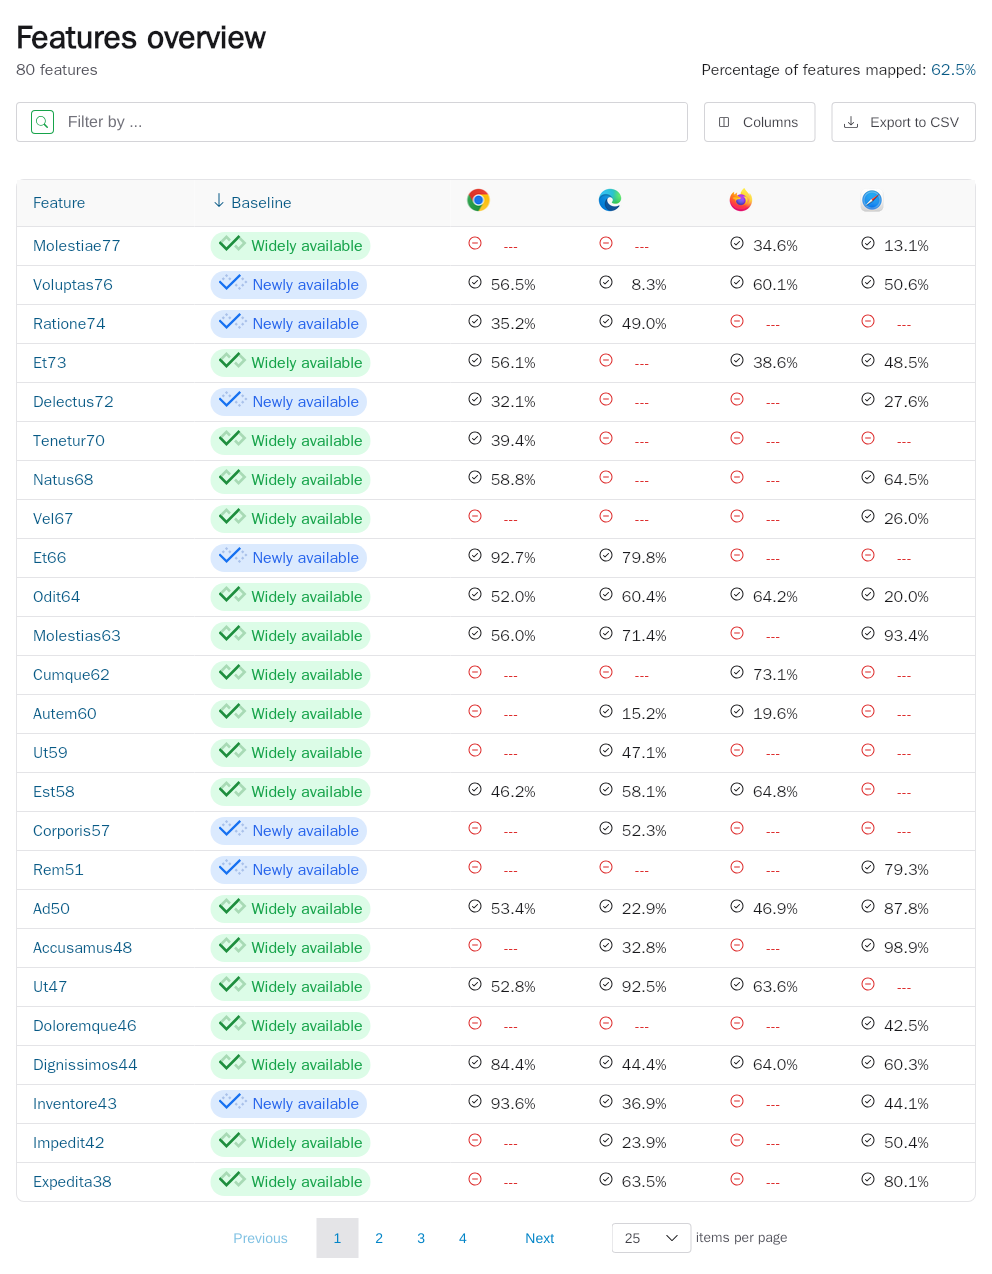 Features overview
80 features
Percentage of features mapped: 62.5%
Filter by ...
Columns
Export to CSV
Feature Baseline
Molestiae77 Widely available --- --- 34.6% 13.1%
Voluptas76 Newly available 56.5% 8.3% 60.1% 50.6%
Ratione74 Newly available 35.2% 49.0% --- ---
Et73 Widely available 56.1% --- 38.6% 48.5%
Delectus72 Newly available 32.1% --- --- 27.6%
Tenetur70 Widely available 39.4% --- --- ---
Natus68 Widely available 58.8% --- --- 64.5%
Vel67 Widely available --- --- --- 26.0%
Et66 Newly available 92.7% 79.8% --- ---
Odit64 Widely available 52.0% 60.4% 64.2% 20.0%
Molestias63 Widely available 56.0% 71.4% --- 93.4%
Cumque62 Widely available --- --- 73.1% ---
Autem60 Widely available --- 15.2% 19.6% ---
Ut59 Widely available --- 47.1% --- ---
Est58 Widely available 46.2% 58.1% 64.8% ---
Corporis57 Newly available --- 52.3% --- ---
Rem51 Newly available --- --- --- 79.3%
Ad50 Widely available 53.4% 22.9% 46.9% 87.8%
Accusamus48 Widely available --- 32.8% --- 98.9%
Ut47 Widely available 52.8% 92.5% 63.6% ---
Doloremque46 Widely available --- --- --- 42.5%
Dignissimos44 Widely available 84.4% 44.4% 64.0% 60.3%
Inventore43 Newly available 93.6% 36.9% --- 44.1%
Impedit42 Widely available --- 23.9% --- 50.4%
Expedita38 Widely available --- 63.5% --- 80.1%
Previous 1 2 3 4 Next 25 items per page